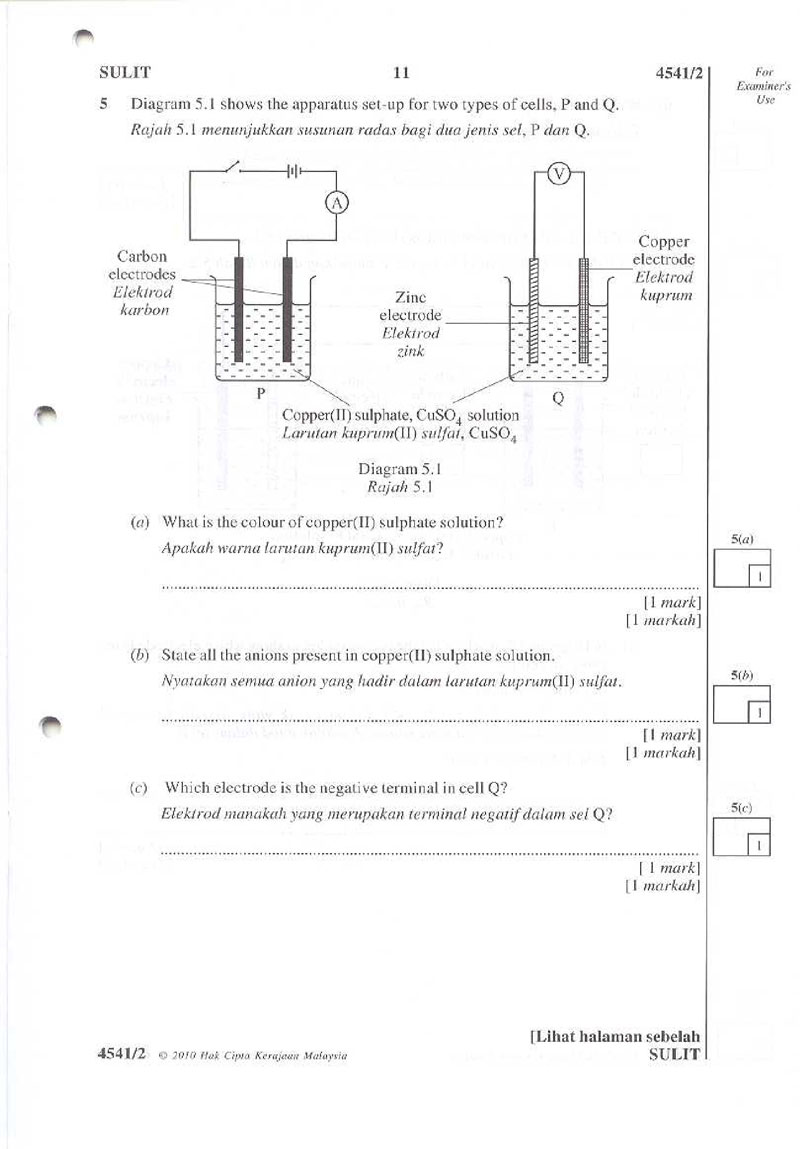 SULIT 11 4541/2 For
Examiner's
Use
5 Diagram 5.1 shows the apparatus set-up for two types of cells, P and Q.
Rajah 5.1 menunjukkan susunan radas bagi dua jenis sel, P dan Q.
A
V
Carbon
electrodes
Elektrod
karbon
Zinc
electrode
Elektrod
zink
Copper
electrode
Elektrod
kuprum
P
Q
Copper(II) sulphate, CuSO₄ solution
Larutan kuprum(II) sulfat, CuSO₄
Diagram 5.1
Rajah 5.1
(a) What is the colour of copper(II) sulphate solution?
Apakah warna larutan kuprum(II) sulfat?
5(a)
1
[1 mark]
[1 markah]
(b) State all the anions present in copper(II) sulphate solution.
Nyatakan semua anion yang hadir dalam larutan kuprum(II) sulfat.
5(b)
1
[1 mark]
[1 markah]
(c) Which electrode is the negative terminal in cell Q?
Elektrod manakah yang merupakan terminal negatif dalam sel Q?
5(c)
1
[ 1 mark]
[1 markah]
[Lihat halaman sebelah
4541/2 © 2010 Hak Cipta Kerajaan Malaysia SULIT